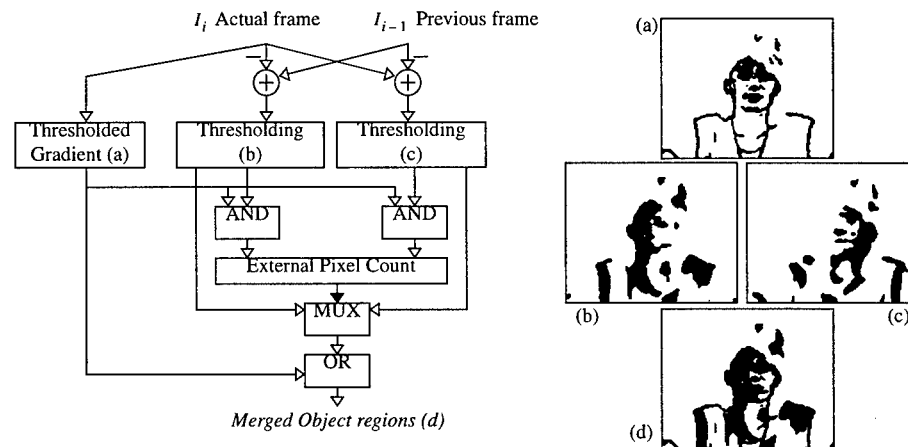 I_i Actual frame
I_{i-1} Previous frame
− −
+ +
Thresholded Gradient (a)
Thresholding (b)
Thresholding (c)
AND AND
External Pixel Count
MUX
OR
Merged Object regions (d)
(a)
(b) (c)
(d)